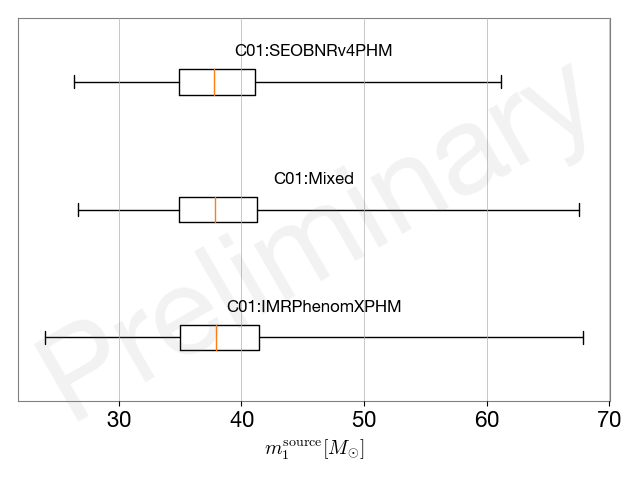 C01:SEOBNRv4PHM
C01:Mixed
C01:IMRPhenomXPHM
Preliminary
30 40 50 60 70
m₁^source [M⊙]